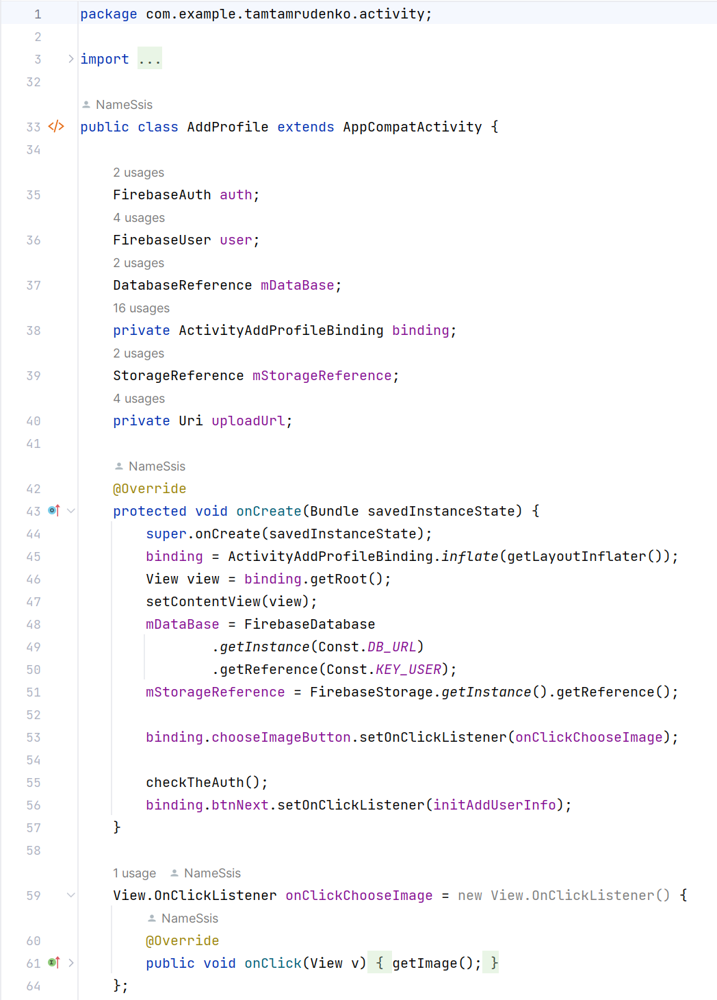 1 package com.example.tamtamrudenko.activity;
2
3 import ...
32
NameSsis
33 </> public class AddProfile extends AppCompatActivity {
34
2 usages
35 FirebaseAuth auth;
4 usages
36 FirebaseUser user;
2 usages
37 DatabaseReference mDataBase;
16 usages
38 private ActivityAddProfileBinding binding;
2 usages
39 StorageReference mStorageReference;
4 usages
40 private Uri uploadUrl;
41
NameSsis
42 @Override
43 protected void onCreate(Bundle savedInstanceState) {
44 super.onCreate(savedInstanceState);
45 binding = ActivityAddProfileBinding.inflate(getLayoutInflater());
46 View view = binding.getRoot();
47 setContentView(view);
48 mDataBase = FirebaseDatabase
49 .getInstance(Const.DB_URL)
50 .getReference(Const.KEY_USER);
51 mStorageReference = FirebaseStorage.getInstance().getReference();
52
53 binding.chooseImageButton.setOnClickListener(onClickChooseImage);
54
55 checkTheAuth();
56 binding.btnNext.setOnClickListener(initAddUserInfo);
57 }
58
1 usage NameSsis
59 View.OnClickListener onClickChooseImage = new View.OnClickListener() {
NameSsis
60 @Override
61 public void onClick(View v) { getImage(); }
64 };